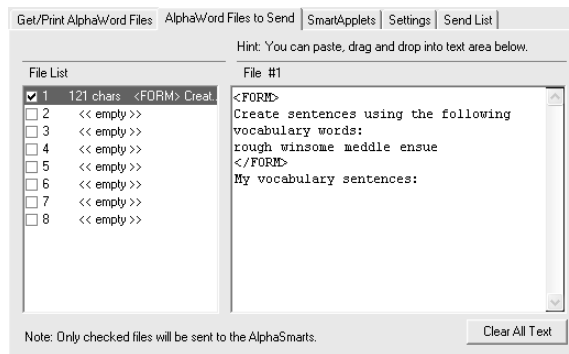 Get/Print AlphaWord Files AlphaWord Files to Send SmartApplets Settings Send List
Hint: You can paste, drag and drop into text area below.
File List File #1
1 121 chars <FORM> Creat.
2 << empty >>
3 << empty >>
4 << empty >>
5 << empty >>
6 << empty >>
7 << empty >>
8 << empty >>
<FORM>
Create sentences using the following
vocabulary words:
rough winsome meddle ensue
</FORM>
My vocabulary sentences:
Note: Only checked files will be sent to the AlphaSmarts. Clear All Text